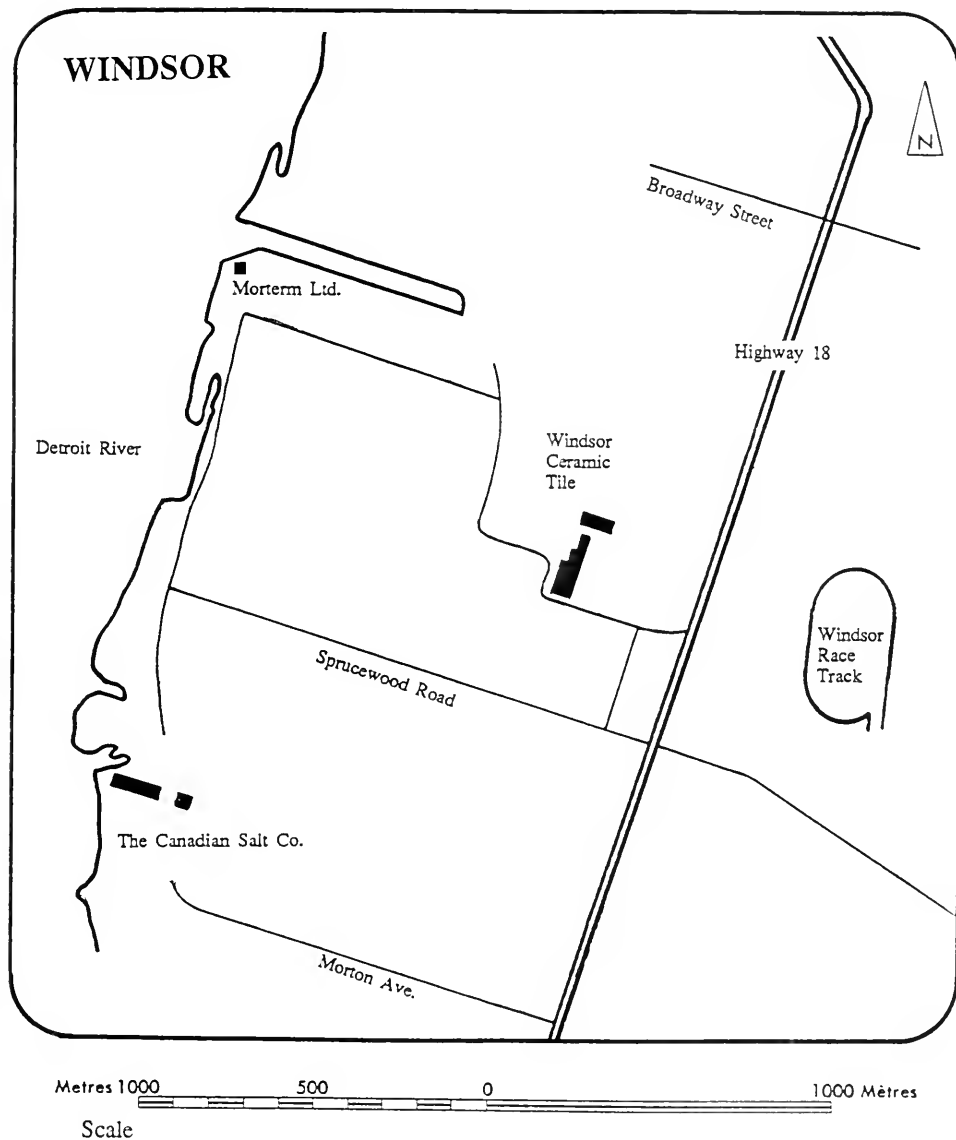 WINDSOR
N
Broadway Street
Morterm Ltd.
Highway 18
Detroit River
Windsor
Ceramic
Tile
Windsor
Race
Track
Sprucewood Road
The Canadian Salt Co.
Morton Ave.
Metres 1000 500 0 1000 Mètres
Scale